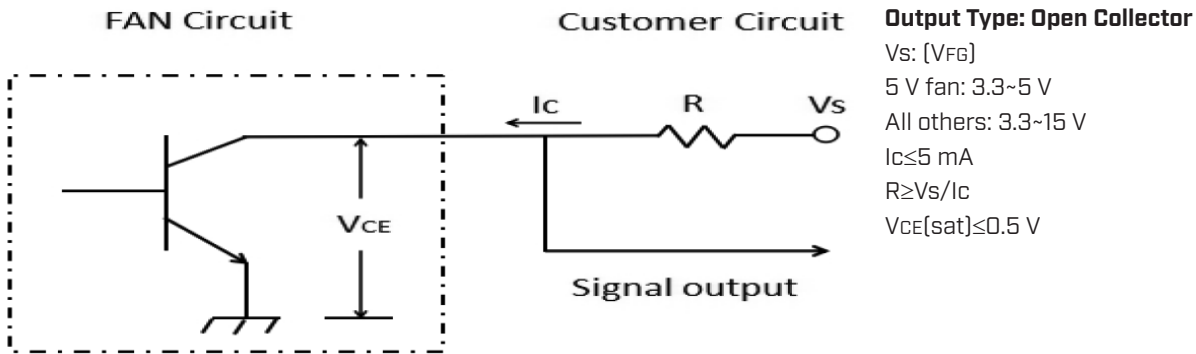 FAN Circuit
Customer Circuit
Ic
R
Vs
VCE
Signal output
Output Type: Open Collector
Vs: (VFG)
5 V fan: 3.3~5 V
All others: 3.3~15 V
Ic≤5 mA
R≥Vs/Ic
VCE(sat)≤0.5 V